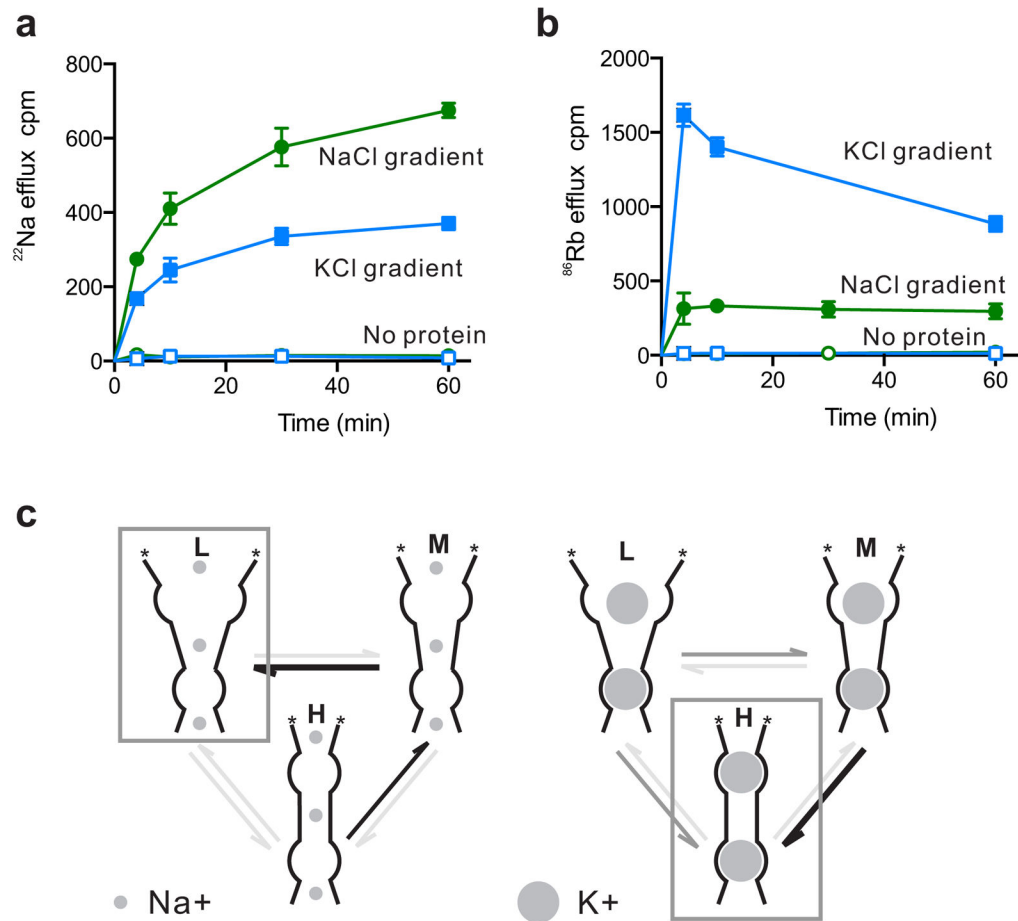 a
800
600
400
200
0
²²Na efflux cpm
NaCl gradient
KCl gradient
No protein
0 20 40 60
Time (min)
b
2000
1500
1000
500
0
⁸⁶Rb efflux cpm
KCl gradient
NaCl gradient
No protein
0 20 40 60
Time (min)
c
* L *
* M *
* H *
Na+
* L *
* M *
* H *
K+